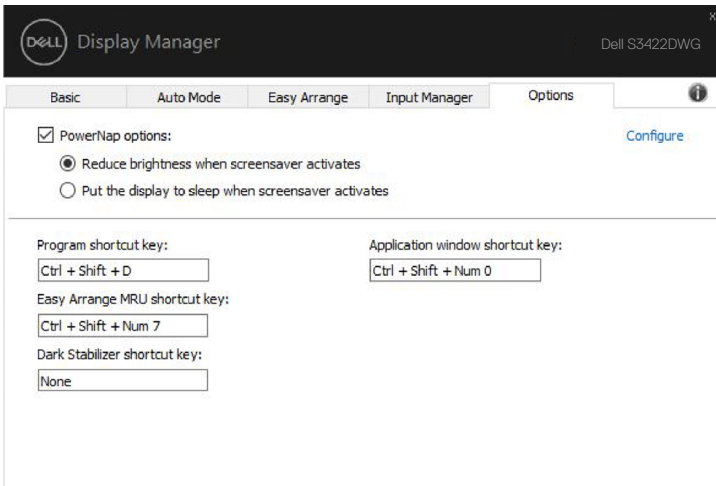 DELL Display Manager
x
Dell S3422DWG
Basic Auto Mode Easy Arrange Input Manager Options i
PowerNap options: Configure
Reduce brightness when screensaver activates
Put the display to sleep when screensaver activates
Program shortcut key: Application window shortcut key:
Ctrl + Shift + D Ctrl + Shift + Num 0
Easy Arrange MRU shortcut key:
Ctrl + Shift + Num 7
Dark Stabilizer shortcut key:
None